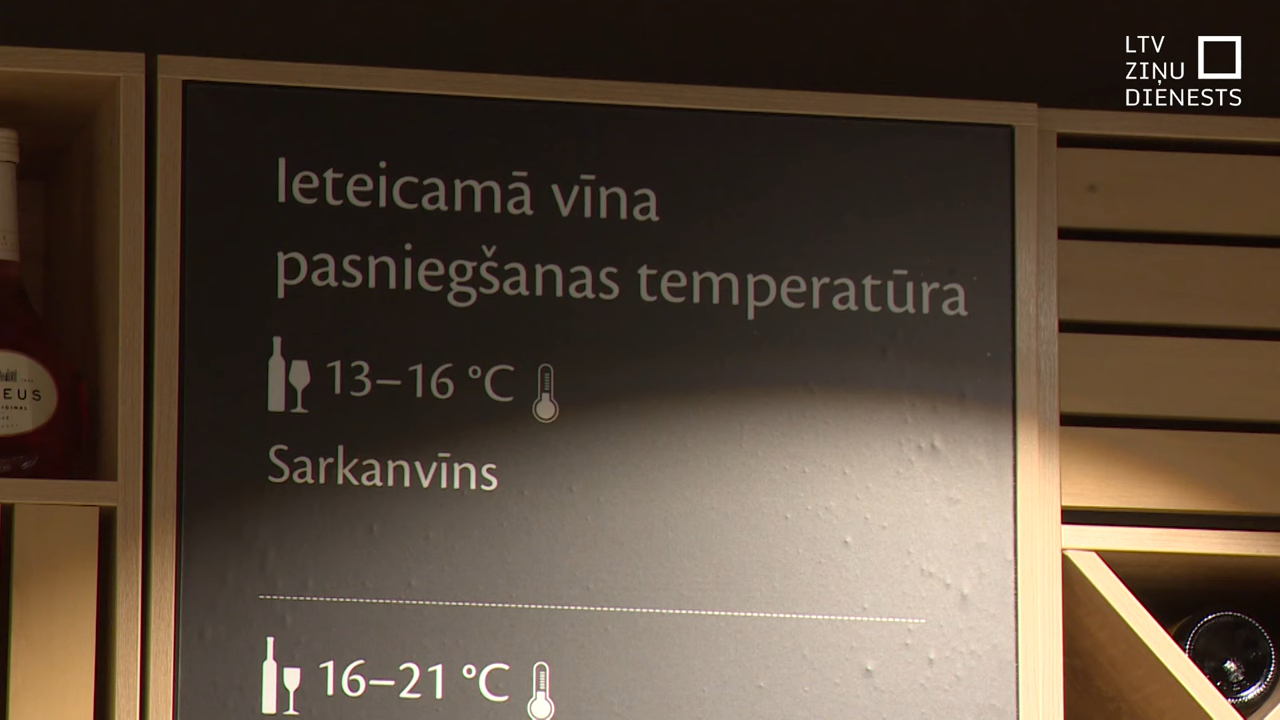 LTV
ZIŅU
DIENESTS
Ieteicamā vīna
pasniegšanas temperatūra
13–16 °C
Sarkanvīns
16–21 °C